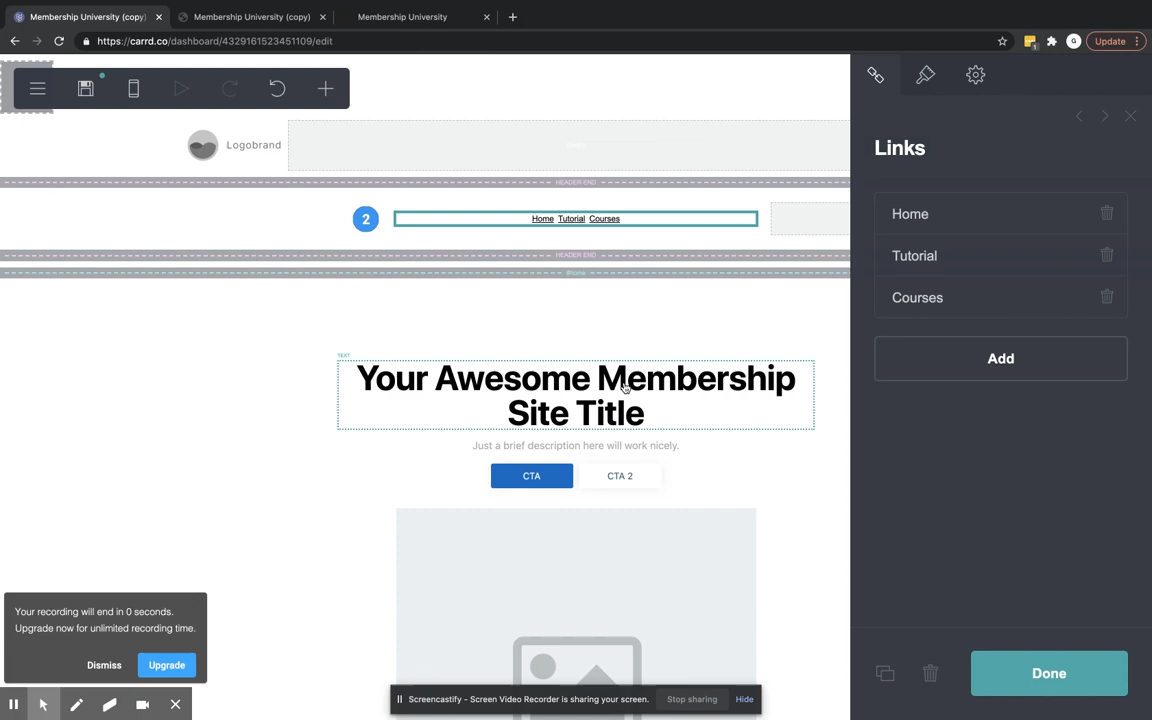 Membership University (copy)
Membership University (copy)
Membership University
https://carrd.co/dashboard/4329161523451109/edit
G
Update
Logobrand
HEADER END
2
Home Tutorial Courses
HEADER END
TEXT
Your Awesome Membership
Site Title
Just a brief description here will work nicely.
CTA
CTA 2
Links
Home
Tutorial
Courses
Add
Done
Your recording will end in 0 seconds.
Upgrade now for unlimited recording time.
Dismiss
Upgrade
Screencastify - Screen Video Recorder is sharing your screen.
Stop sharing
Hide